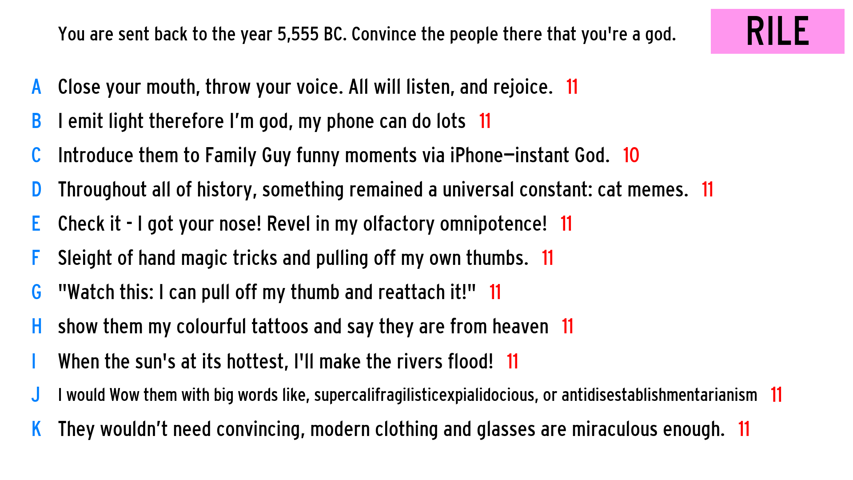 You are sent back to the year 5,555 BC. Convince the people there that you're a god.
RILE
A Close your mouth, throw your voice. All will listen, and rejoice. 11
B I emit light therefore I’m god, my phone can do lots 11
C Introduce them to Family Guy funny moments via iPhone—instant God. 10
D Throughout all of history, something remained a universal constant: cat memes. 11
E Check it - I got your nose! Revel in my olfactory omnipotence! 11
F Sleight of hand magic tricks and pulling off my own thumbs. 11
G "Watch this: I can pull off my thumb and reattach it!" 11
H show them my colourful tattoos and say they are from heaven 11
I When the sun's at its hottest, I'll make the rivers flood! 11
J I would Wow them with big words like, supercalifragilisticexpialidocious, or antidisestablishmentarianism 11
K They wouldn’t need convincing, modern clothing and glasses are miraculous enough. 11